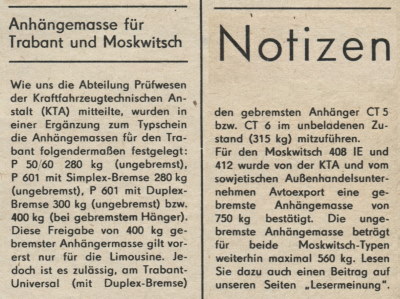 Anhängemasse für
Trabant und Moskwitsch
Wie uns die Abteilung Prüfwesen
der Kraftfahrzeugtechnischen An-
stalt (KTA) mitteilte, wurden in
einer Ergänzung zum Typschein
die Anhängemassen für den Tra-
bant folgendermaßen festgelegt:
P 50/60 280 kg (ungebremst),
P 601 mit Simplex-Bremse 280 kg
(ungebremst), P 601 mit Duplex-
Bremse 300 kg (ungebremst) bzw.
400 kg (bei gebremstem Hänger).
Diese Freigabe von 400 kg ge-
bremster Anhängermasse gilt vor-
erst nur für die Limousine. Je-
doch ist es zulässig, am Trabant-
Universal (mit Duplex-Bremse)
Notizen
den gebremsten Anhänger CT 5
bzw. CT 6 im unbeladenen Zu-
stand (315 kg) mitzuführen.
Für den Moskwitsch 408 IE und
412 wurde von der KTA und vom
sowjetischen Außenhandelsunter-
nehmen Avtoexport eine ge-
bremste Anhängemasse von
750 kg bestätigt. Die unge-
bremste Anhängemasse beträgt
für beide Moskwitsch-Typen
weiterhin maximal 560 kg. Lesen
Sie dazu auch einen Beitrag auf
unseren Seiten „Lesermeinung".